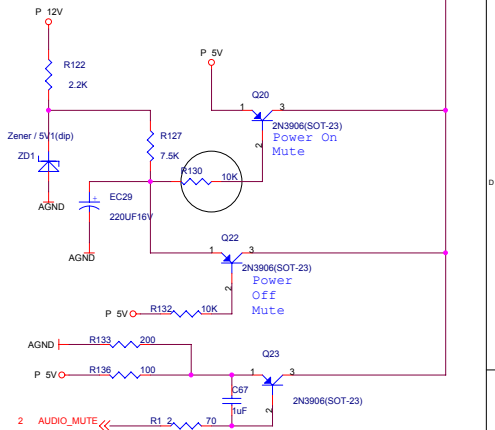 P 12V
R122
2.2K
P 5V
Q20
1
3
2N3906(SOT-23)
Power On
Mute
2
Zener / 5V1(dip)
ZD1
R127
7.5K
R130
10K
D
AGND
EC29
+
220UF16V
AGND
Q22
1
3
2N3906(SOT-23)
2
Power
Off
Mute
P 5V
R132
10K
AGND
R133
200
Q23
P 5V
R136
100
1
3
C67
1uF
2N3906(SOT-23)
2
2 AUDIO_MUTE
R1 2
70